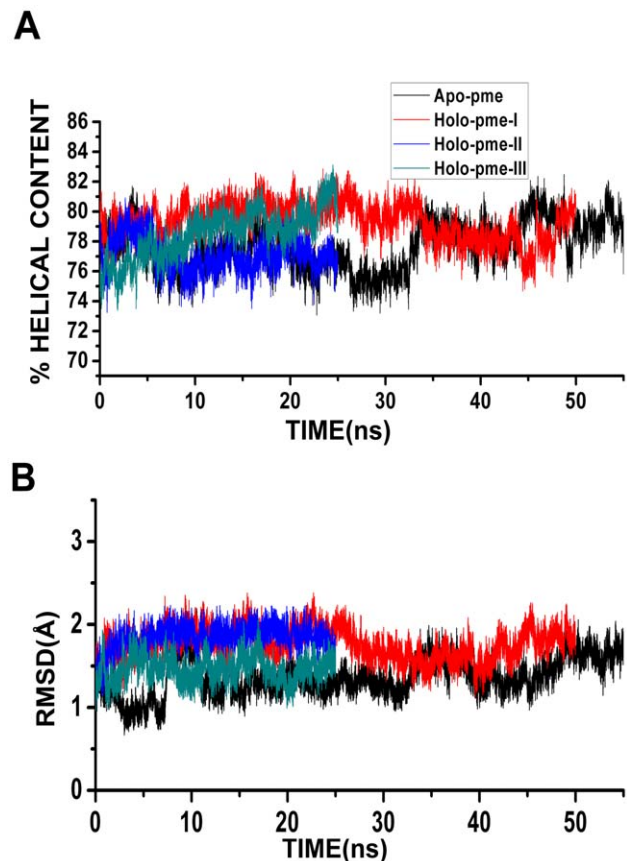 A
Apo-pme
Holo-pme-I
Holo-pme-II
Holo-pme-III
% HELICAL CONTENT
86
84
82
80
78
76
74
72
70
0 10 20 30 40 50
TIME(ns)
B
RMSD(Å)
3
2
1
0
0 10 20 30 40 50
TIME(ns)